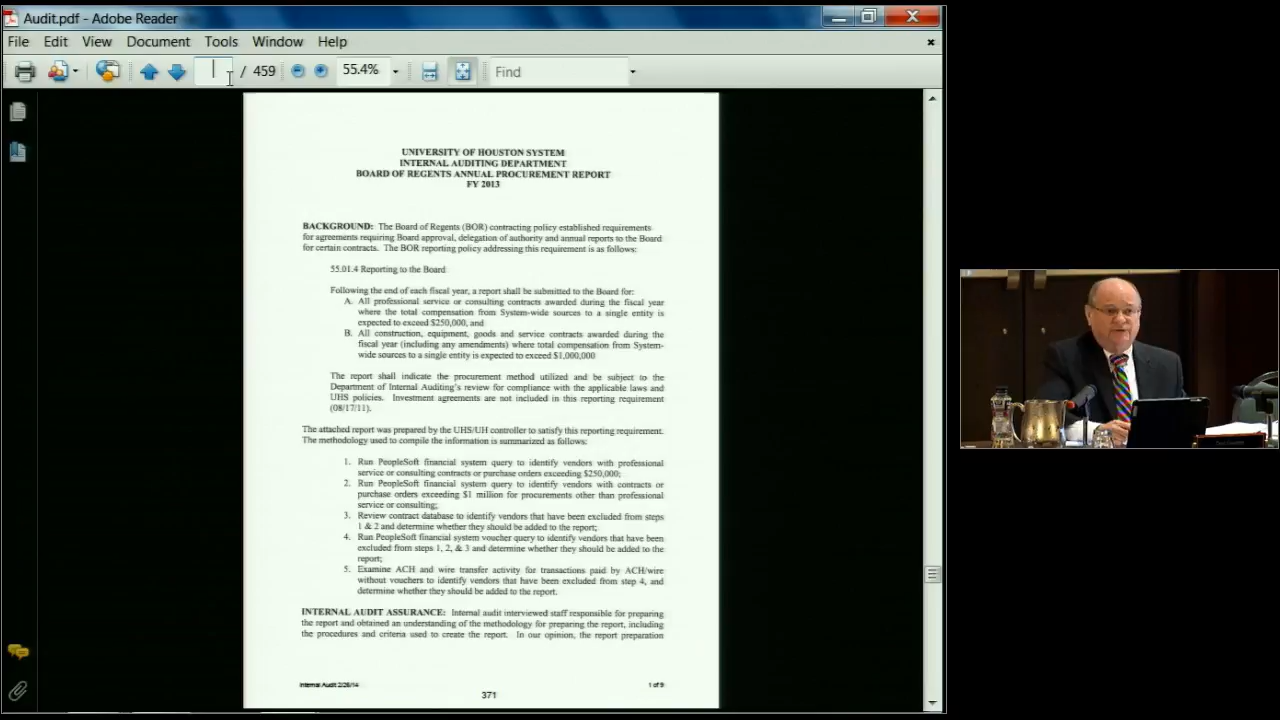 Audit.pdf - Adobe Reader
File Edit View Document Tools Window Help
/ 459 55.4% Find
UNIVERSITY OF HOUSTON SYSTEM
INTERNAL AUDITING DEPARTMENT
BOARD OF REGENTS ANNUAL PROCUREMENT REPORT
FY 2013
BACKGROUND: The Board of Regents (BOR) contracting policy established requirements
for agreements requiring Board approval, delegation of authority and annual reports to the Board
for certain contracts. The BOR reporting policy addressing this requirement is as follows:
55.01.4 Reporting to the Board
Following the end of each fiscal year, a report shall be submitted to the Board for:
A. All professional service or consulting contracts awarded during the fiscal year
where the total compensation from System-wide sources to a single entity is
expected to exceed $250,000, and
B. All construction, equipment, goods and service contracts awarded during the
fiscal year (including any amendments) where total compensation from System-
wide sources to a single entity is expected to exceed $1,000,000
The report shall indicate the procurement method utilized and be subject to the
Department of Internal Auditing's review for compliance with the applicable laws and
UHS policies. Investment agreements are not included in this reporting requirement
(08/17/11).
The attached report was prepared by the UHS/UH controller to satisfy this reporting requirement.
The methodology used to compile the information is summarized as follows:
1. Run PeopleSoft financial system query to identify vendors with professional
service or consulting contracts or purchase orders exceeding $250,000;
2. Run PeopleSoft financial system query to identify vendors with contracts or
purchase orders exceeding $1 million for procurements other than professional
service or consulting;
3. Review contract database to identify vendors that have been excluded from steps
1 & 2 and determine whether they should be added to the report;
4. Run PeopleSoft financial system voucher query to identify vendors that have been
excluded from steps 1, 2, & 3 and determine whether they should be added to the
report;
5. Examine ACH and wire transfer activity for transactions paid by ACH/wire
without vouchers to identify vendors that have been excluded from step 4, and
determine whether they should be added to the report.
INTERNAL AUDIT ASSURANCE: Internal audit interviewed staff responsible for preparing
the report and obtained an understanding of the methodology for preparing the report, including
the procedures and criteria used to create the report. In our opinion, the report preparation
Internal Audit 2/28/14 1 of 9
371